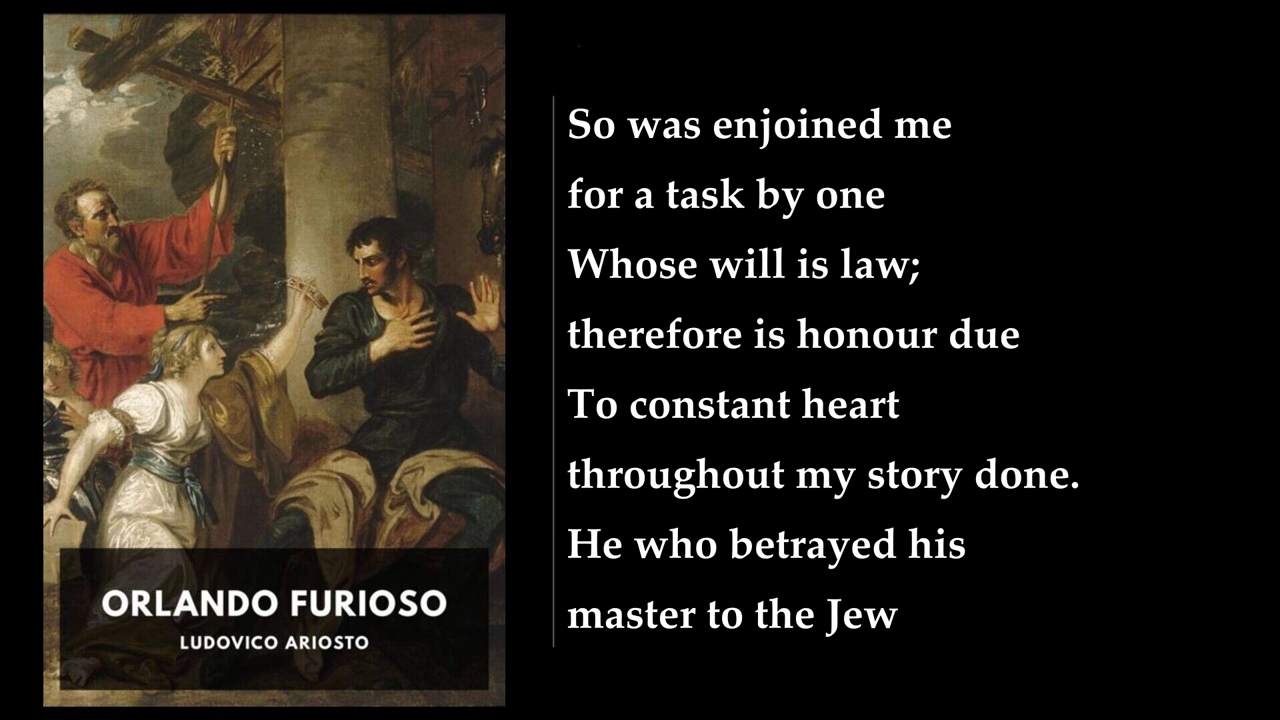 So was enjoined me
for a task by one
Whose will is law;
therefore is honour due
To constant heart
throughout my story done.
He who betrayed his
master to the Jew
ORLANDO FURIOSO
LUDOVICO ARIOSTO